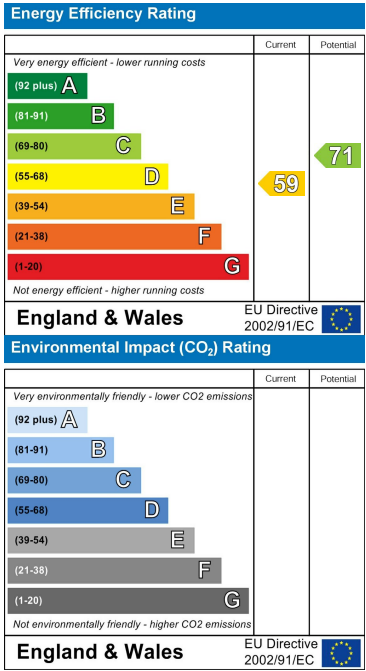 Energy Efficiency Rating
Current Potential
Very energy efficient - lower running costs
(92 plus) A
(81-91) B
(69-80) C
(55-68) D
(39-54) E
(21-38) F
(1-20) G
59
71
Not energy efficient - higher running costs
England & Wales
EU Directive
2002/91/EC
Environmental Impact (CO₂) Rating
Current Potential
Very environmentally friendly - lower CO2 emissions
(92 plus) A
(81-91) B
(69-80) C
(55-68) D
(39-54) E
(21-38) F
(1-20) G
Not environmentally friendly - higher CO2 emissions
England & Wales
EU Directive
2002/91/EC